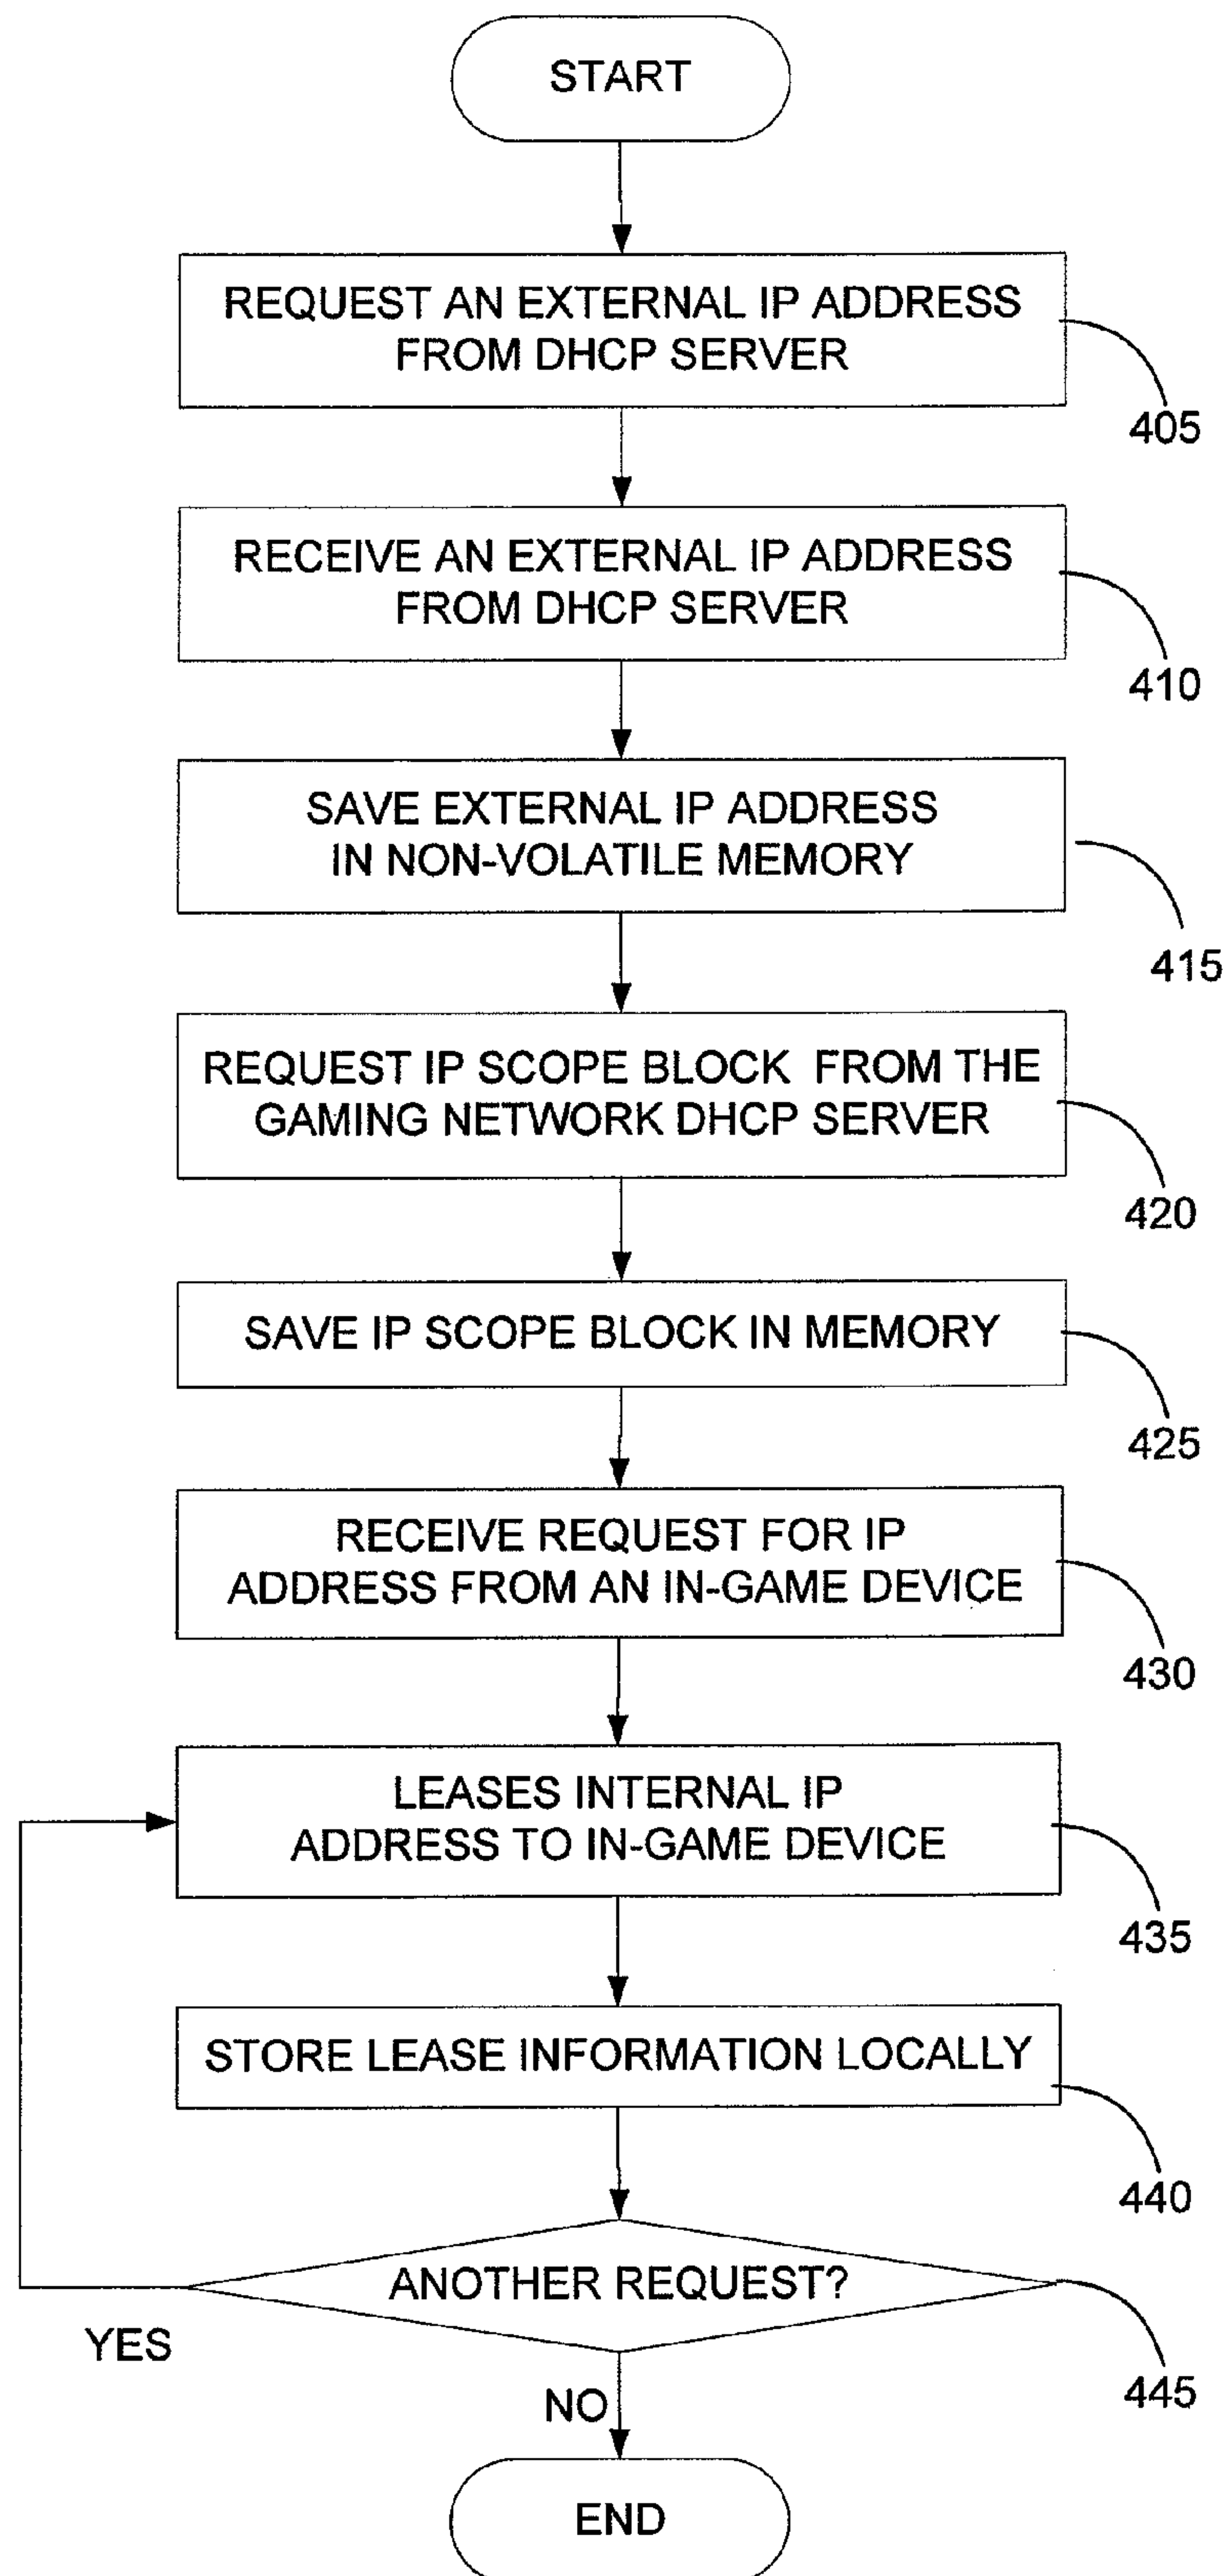 START
REQUEST AN EXTERNAL IP ADDRESS
FROM DHCP SERVER
405
RECEIVE AN EXTERNAL IP ADDRESS
FROM DHCP SERVER
410
SAVE EXTERNAL IP ADDRESS
IN NON-VOLATILE MEMORY
415
REQUEST IP SCOPE BLOCK FROM THE
GAMING NETWORK DHCP SERVER
420
SAVE IP SCOPE BLOCK IN MEMORY
425
RECEIVE REQUEST FOR IP
ADDRESS FROM AN IN-GAME DEVICE
430
LEASES INTERNAL IP
ADDRESS TO IN-GAME DEVICE
435
STORE LEASE INFORMATION LOCALLY
440
ANOTHER REQUEST?
YES
445
NO
END